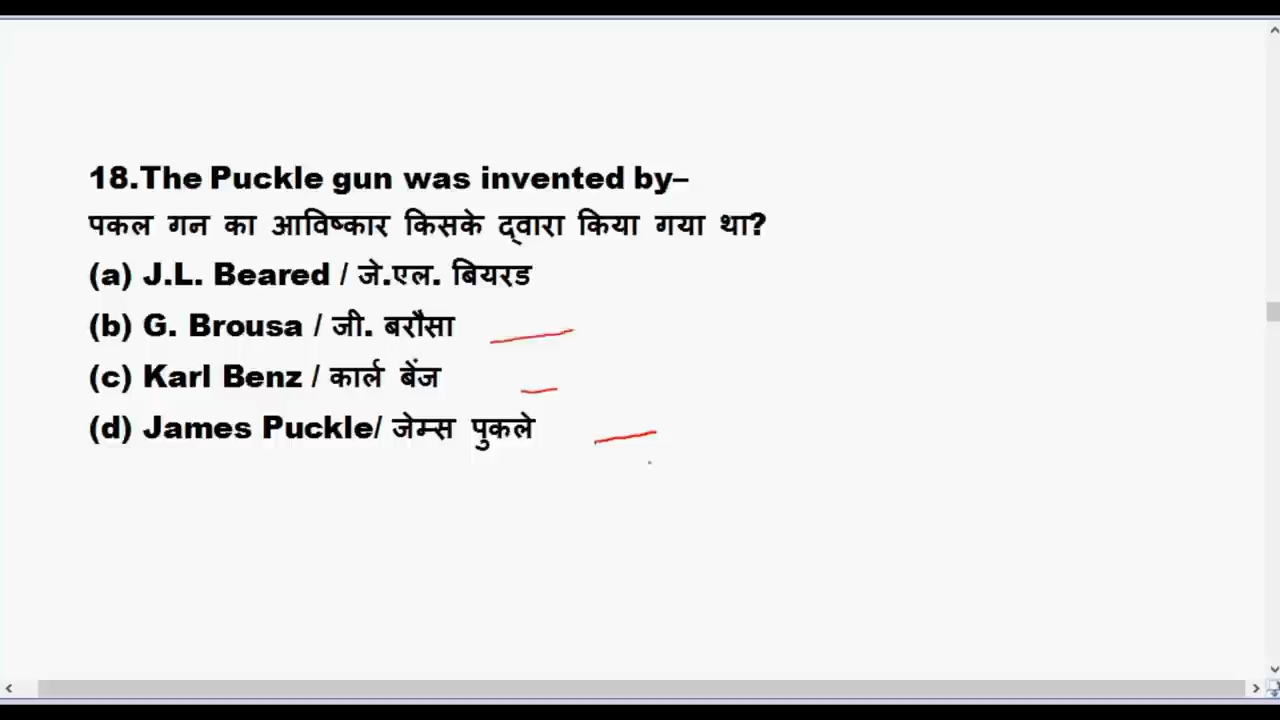 18.The Puckle gun was invented by–
पकल गन का आविष्कार किसके द्वारा किया गया था?
(a) J.L. Beared / जे.एल. बियरड
(b) G. Brousa / जी. बरौसा
(c) Karl Benz / कार्ल बेंज
(d) James Puckle/ जेम्स पुकले